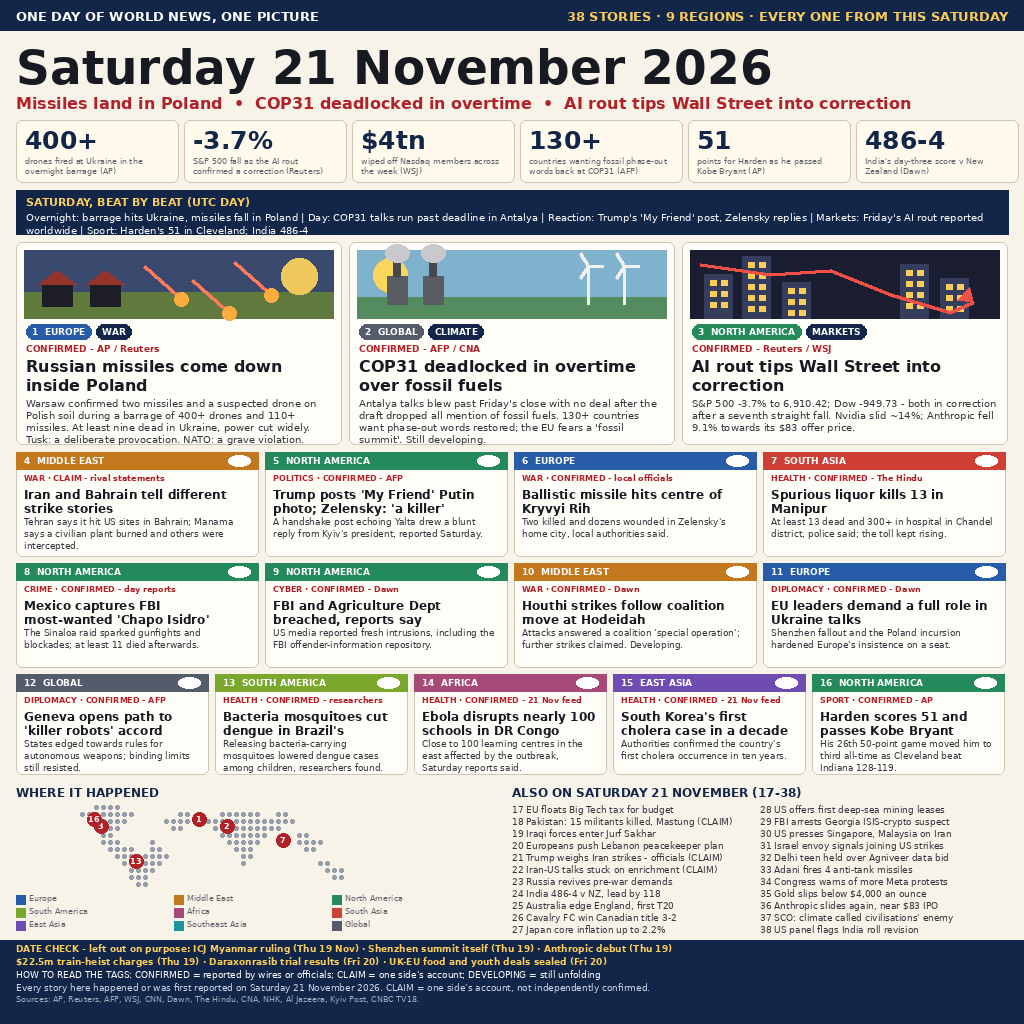 ONE DAY OF WORLD NEWS, ONE PICTURE
38 STORIES · 9 REGIONS · EVERY ONE FROM THIS SATURDAY
Saturday 21 November 2026
Missiles land in Poland • COP31 deadlocked in overtime • AI rout tips Wall Street into correction
400+
drones fired at Ukraine in the
overnight barrage (AP)
-3.7%
S&P 500 fall as the AI rout
confirmed a correction (Reuters)
$4tn
wiped off Nasdaq members across
the week (WSJ)
130+
countries wanting fossil phase-out
words back at COP31 (AFP)
51
points for Harden as he passed
Kobe Bryant (AP)
486-4
India's day-three score v New
Zealand (Dawn)
SATURDAY, BEAT BY BEAT (UTC DAY)
Overnight: barrage hits Ukraine, missiles fall in Poland | Day: COP31 talks run past deadline in Antalya | Reaction: Trump's 'My Friend' post, Zelensky replies | Markets: Friday's AI rout reported
worldwide | Sport: Harden's 51 in Cleveland; India 486-4
1 EUROPE
WAR
CONFIRMED - AP / Reuters
Russian missiles come down
inside Poland
Warsaw confirmed two missiles and a suspected drone on
Polish soil during a barrage of 400+ drones and 110+
missiles. At least nine dead in Ukraine, power cut widely.
Tusk: a deliberate provocation. NATO: a grave violation.
2 GLOBAL
CLIMATE
CONFIRMED - AFP / CNA
COP31 deadlocked in overtime
over fossil fuels
Antalya talks blew past Friday's close with no deal after the
draft dropped all mention of fossil fuels. 130+ countries
want phase-out words restored; the EU fears a 'fossil
summit'. Still developing.
3 NORTH AMERICA
MARKETS
CONFIRMED - Reuters / WSJ
AI rout tips Wall Street into
correction
S&P 500 -3.7% to 6,910.42; Dow -949.73 - both in correction
after a seventh straight fall. Nvidia slid ~14%; Anthropic fell
9.1% towards its $83 offer price.
4 MIDDLE EAST
WAR · CLAIM - rival statements
Iran and Bahrain tell different
strike stories
Tehran says it hit US sites in Bahrain; Manama
says a civilian plant burned and others were
intercepted.
5 NORTH AMERICA
POLITICS · CONFIRMED - AFP
Trump posts 'My Friend' Putin
photo; Zelensky: 'a killer'
A handshake post echoing Yalta drew a blunt
reply from Kyiv's president, reported Saturday.
6 EUROPE
WAR · CONFIRMED - local officials
Ballistic missile hits centre of
Kryvyi Rih
Two killed and dozens wounded in Zelensky's
home city, local authorities said.
7 SOUTH ASIA
HEALTH · CONFIRMED - The Hindu
Spurious liquor kills 13 in
Manipur
At least 13 dead and 300+ in hospital in Chandel
district, police said; the toll kept rising.
8 NORTH AMERICA
CRIME · CONFIRMED - day reports
Mexico captures FBI
most-wanted 'Chapo Isidro'
The Sinaloa raid sparked gunfights and
blockades; at least 11 died afterwards.
9 NORTH AMERICA
CYBER · CONFIRMED - Dawn
FBI and Agriculture Dept
breached, reports say
US media reported fresh intrusions, including the
FBI offender-information repository.
10 MIDDLE EAST
WAR · CONFIRMED - Dawn
Houthi strikes follow coalition
move at Hodeidah
Attacks answered a coalition 'special operation';
further strikes claimed. Developing.
11 EUROPE
DIPLOMACY · CONFIRMED - Dawn
EU leaders demand a full role in
Ukraine talks
Shenzhen fallout and the Poland incursion
hardened Europe's insistence on a seat.
12 GLOBAL
DIPLOMACY · CONFIRMED - AFP
Geneva opens path to
'killer robots' accord
States edged towards rules for
autonomous weapons; binding limits
still resisted.
13 SOUTH AMERICA
HEALTH · CONFIRMED - researchers
Bacteria mosquitoes cut
dengue in Brazil's
Releasing bacteria-carrying
mosquitoes lowered dengue cases
among children, researchers found.
14 AFRICA
HEALTH · CONFIRMED - 21 Nov feed
Ebola disrupts nearly 100
schools in DR Congo
Close to 100 learning centres in the
east affected by the outbreak,
Saturday reports said.
15 EAST ASIA
HEALTH · CONFIRMED - 21 Nov feed
South Korea's first
cholera case in a decade
Authorities confirmed the country's
first cholera occurrence in ten years.
16 NORTH AMERICA
SPORT · CONFIRMED - AP
Harden scores 51 and
passes Kobe Bryant
His 26th 50-point game moved him to
third all-time as Cleveland beat
Indiana 128-119.
WHERE IT HAPPENED
16
3
1
2
7
13
Europe
Middle East
North America
South America
Africa
South Asia
East Asia
Southeast Asia
Global
ALSO ON SATURDAY 21 NOVEMBER (17-38)
17 EU floats Big Tech tax for budget
18 Pakistan: 15 militants killed, Mastung (CLAIM)
19 Iraqi forces enter Jurf Sakhar
20 Europeans push Lebanon peacekeeper plan
21 Trump weighs Iran strikes - officials (CLAIM)
22 Iran-US talks stuck on enrichment (CLAIM)
23 Russia revives pre-war demands
24 India 486-4 v NZ, lead by 118
25 Australia edge England, first T20
26 Cavalry FC win Canadian title 3-2
27 Japan core inflation up to 2.2%
28 US offers first deep-sea mining leases
29 FBI arrests Georgia ISIS-crypto suspect
30 US presses Singapore, Malaysia on Iran
31 Israel envoy signals joining US strikes
32 Delhi teen held over Agniveer data bid
33 Adani fires 4 anti-tank missiles
34 Congress warns of more Meta protests
35 Gold slips below $4,000 an ounce
36 Anthropic slides again, near $83 IPO
37 SCO: climate called civilisations' enemy
38 US panel flags India roll revision
DATE CHECK - left out on purpose: ICJ Myanmar ruling (Thu 19 Nov) · Shenzhen summit itself (Thu 19) · Anthropic debut (Thu 19)
$22.5m train-heist charges (Thu 19) · Daraxonrasib trial results (Fri 20) · UK-EU food and youth deals sealed (Fri 20)
HOW TO READ THE TAGS: CONFIRMED = reported by wires or officials; CLAIM = one side's account; DEVELOPING = still unfolding
Every story here happened or was first reported on Saturday 21 November 2026. CLAIM = one side's account, not independently confirmed.
Sources: AP, Reuters, AFP, WSJ, CNN, Dawn, The Hindu, CNA, NHK, Al Jazeera, Kyiv Post, CNBC TV18.